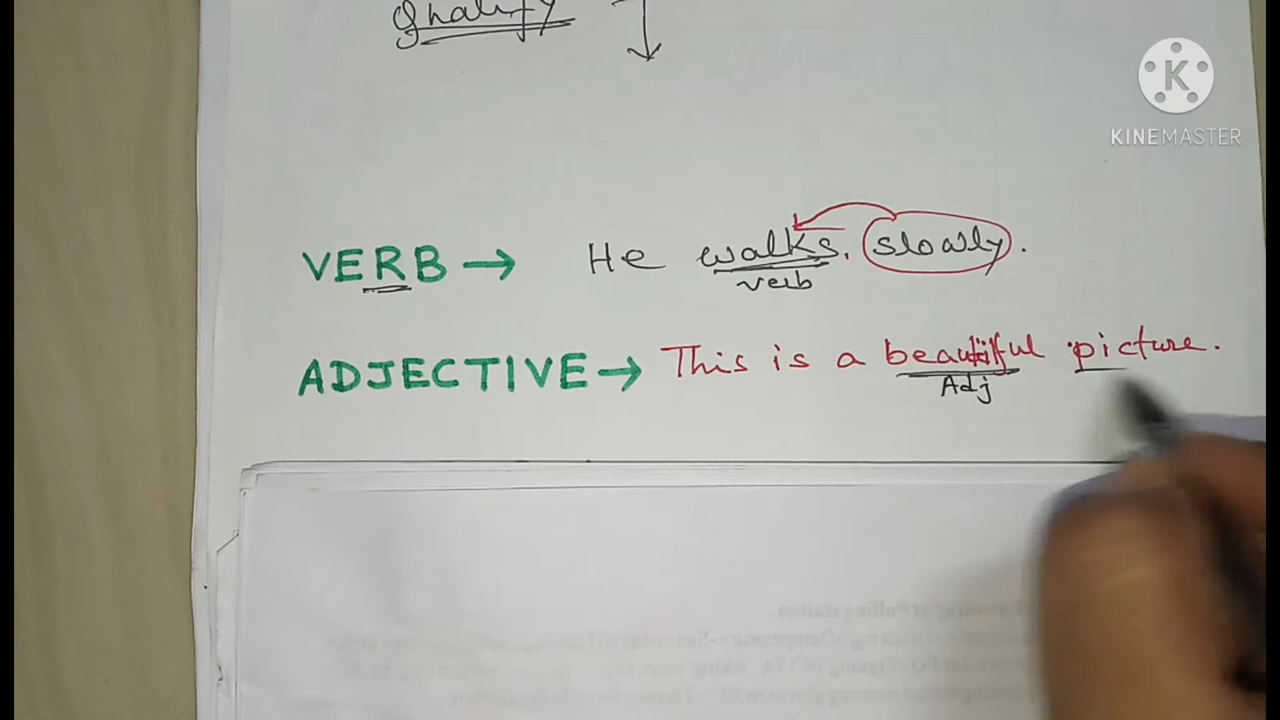 Qualify
KINEMASTER
VERB → He walks. slowly.
verb
ADJECTIVE → This is a beautiful picture.
Adj